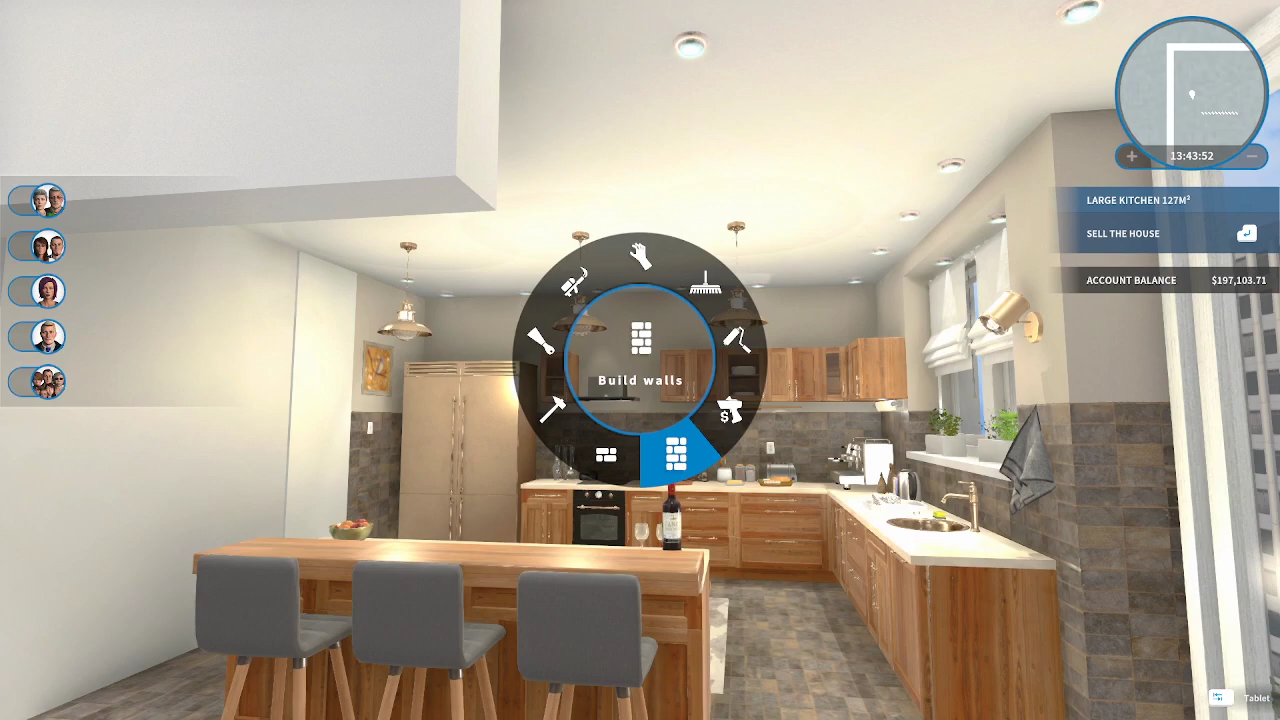 13:43:52
LARGE KITCHEN 127M²
SELL THE HOUSE
ACCOUNT BALANCE $197,103.71
Build walls
$
Tablet